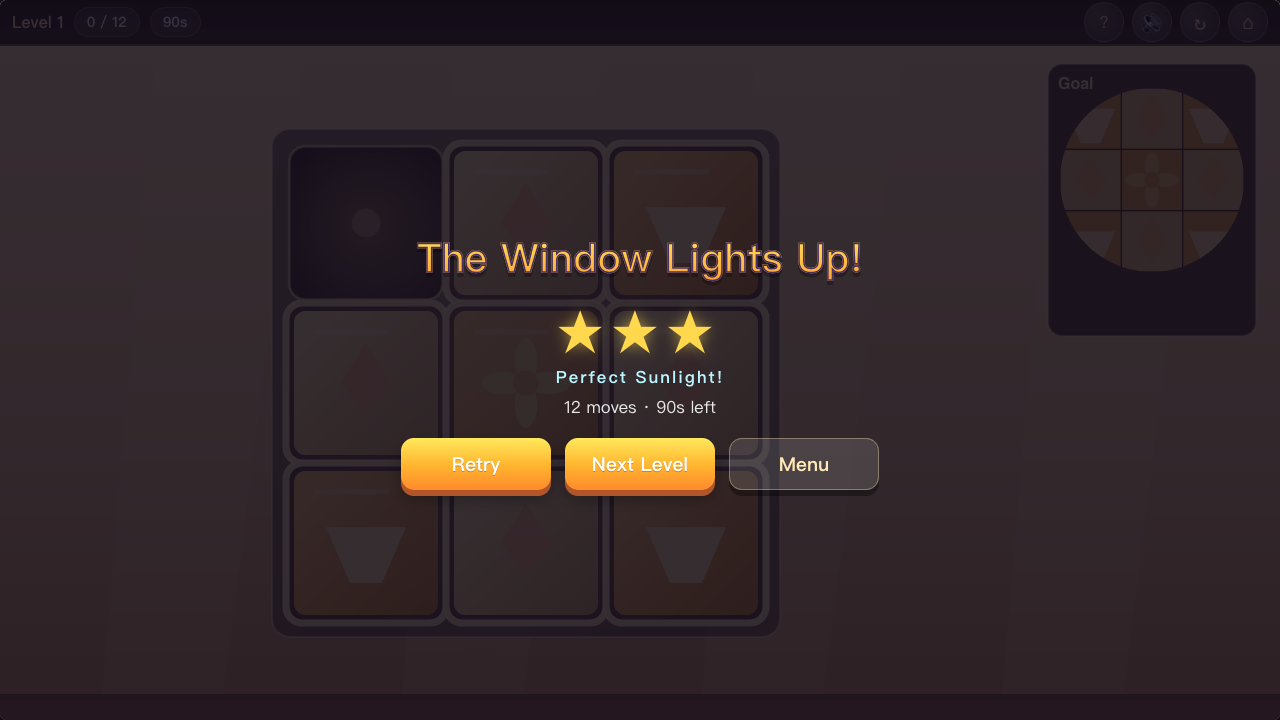 Level 1
0 / 12
90s
?
Goal
The Window Lights Up!
Perfect Sunlight!
12 moves · 90s left
Retry
Next Level
Menu